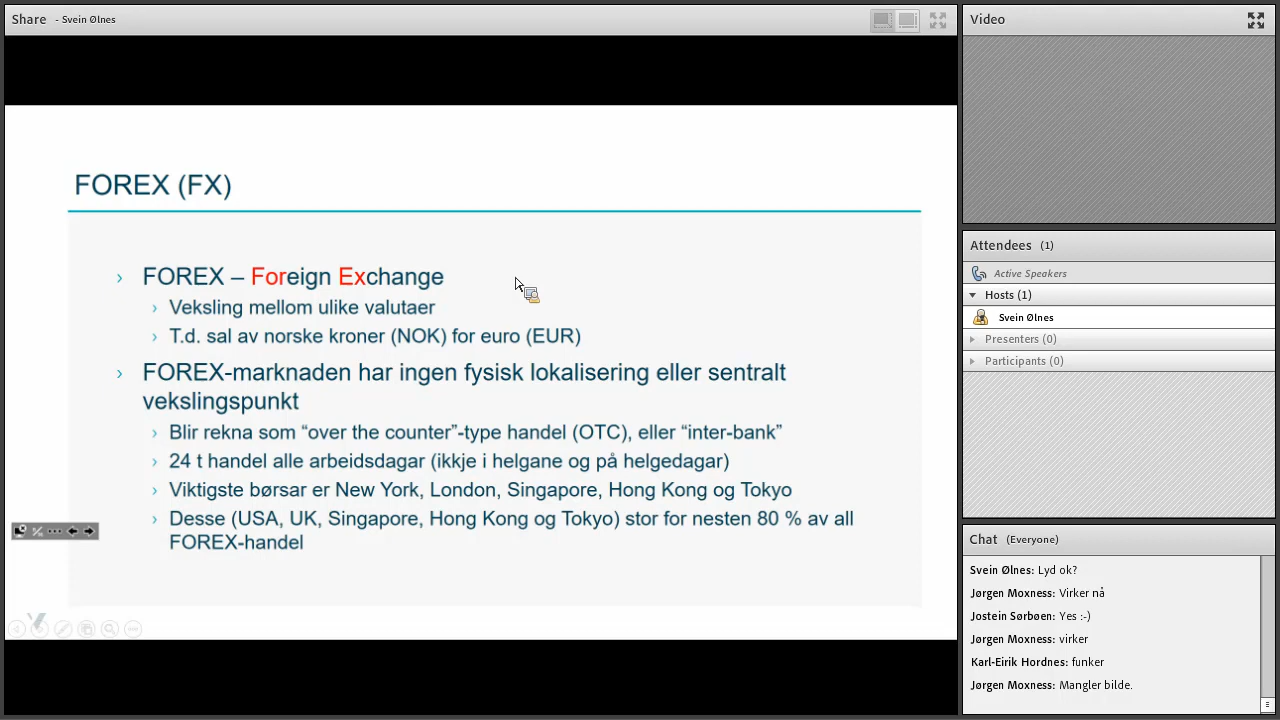 Share - Svein Ølnes
FOREX (FX)
› FOREX – Foreign Exchange
› Veksling mellom ulike valutaer
› T.d. sal av norske kroner (NOK) for euro (EUR)
› FOREX-marknaden har ingen fysisk lokalisering eller sentralt
vekslingspunkt
› Blir rekna som “over the counter”-type handel (OTC), eller “inter-bank”
› 24 t handel alle arbeidsdagar (ikkje i helgane og på helgedagar)
› Viktigste børsar er New York, London, Singapore, Hong Kong og Tokyo
› Desse (USA, UK, Singapore, Hong Kong og Tokyo) stor for nesten 80 % av all
FOREX-handel
Video
Attendees (1)
Active Speakers
Hosts (1)
Svein Ølnes
Presenters (0)
Participants (0)
Chat (Everyone)
Svein Ølnes: Lyd ok?
Jørgen Moxness: Virker nå
Jostein Sørbøen: Yes :-)
Jørgen Moxness: virker
Karl-Eirik Hordnes: funker
Jørgen Moxness: Mangler bilde.